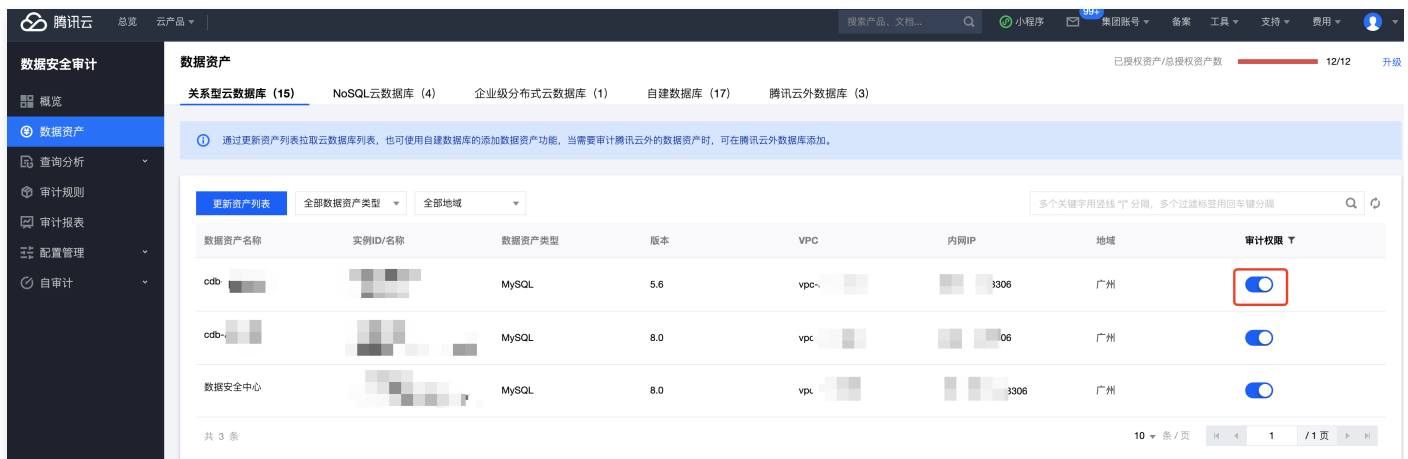 腾讯云 总览 云产品 搜索产品、文档... 小程序 99+ 集团账号 备案 工具 支持 费用
数据安全审计
概览
数据资产
查询分析
审计规则
审计报表
配置管理
自审计
数据资产 已授权资产/总授权资产数 12/12 升级
关系型云数据库（15） NoSQL云数据库（4） 企业级分布式云数据库（1） 自建数据库（17） 腾讯云外数据库（3）
通过更新资产列表拉取云数据库列表，也可使用自建数据库的添加数据资产功能，当需要审计腾讯云外的数据资产时，可在腾讯云外数据库添加。
更新资产列表 全部数据资产类型 全部地域 多个关键字用竖线 "|" 分隔，多个过滤标签用回车键分隔
数据资产名称 实例ID/名称 数据资产类型 版本 VPC 内网IP 地域 审计权限
cdb- MySQL 5.6 vpc- 3306 广州
cdb- MySQL 8.0 vpc 06 广州
数据安全中心 MySQL 8.0 3306 广州
共 3 条 10 条 / 页 1 / 1 页